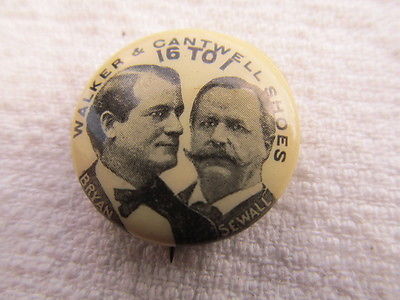 WALKER & CANTWELL SHOES
16 TO 1
BRYAN
SEWALL